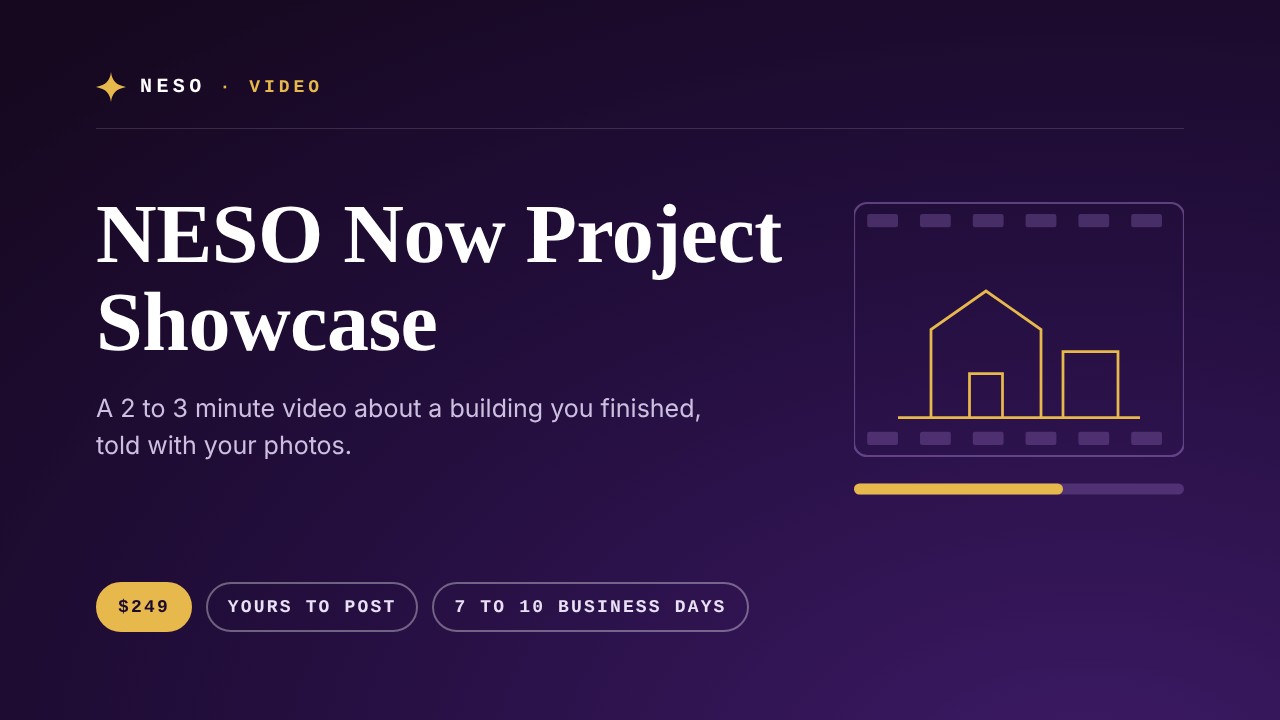 NESO · VIDEO
NESO Now Project
Showcase
A 2 to 3 minute video about a building you finished,
told with your photos.
$249
YOURS TO POST
7 TO 10 BUSINESS DAYS